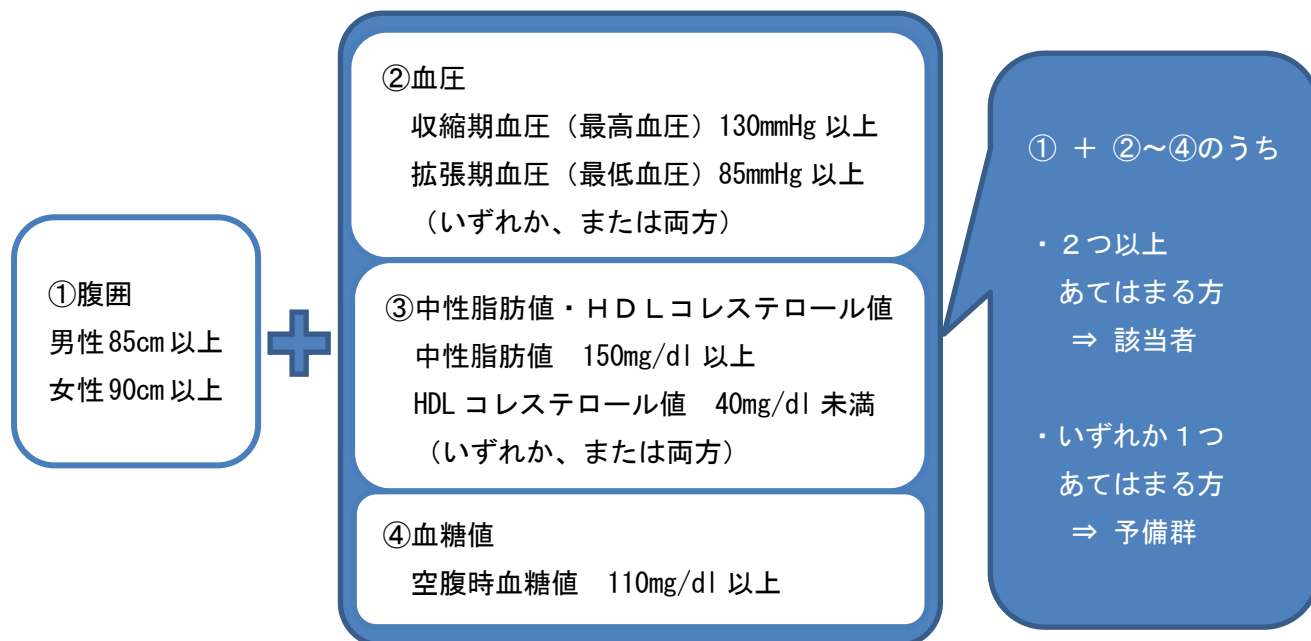 ①腹囲
男性85cm以上
女性90cm以上
②血圧
収縮期血圧（最高血圧）130mmHg 以上
拡張期血圧（最低血圧）85mmHg 以上
（いずれか、または両方）
③中性脂肪値・ＨＤＬコレステロール値
中性脂肪値　150mg/dl 以上
HDL コレステロール値　40mg/dl 未満
（いずれか、または両方）
④血糖値
空腹時血糖値　110mg/dl 以上
① ＋ ②～④のうち
・２つ以上
あてはまる方
⇒ 該当者
・いずれか１つ
あてはまる方
⇒ 予備群